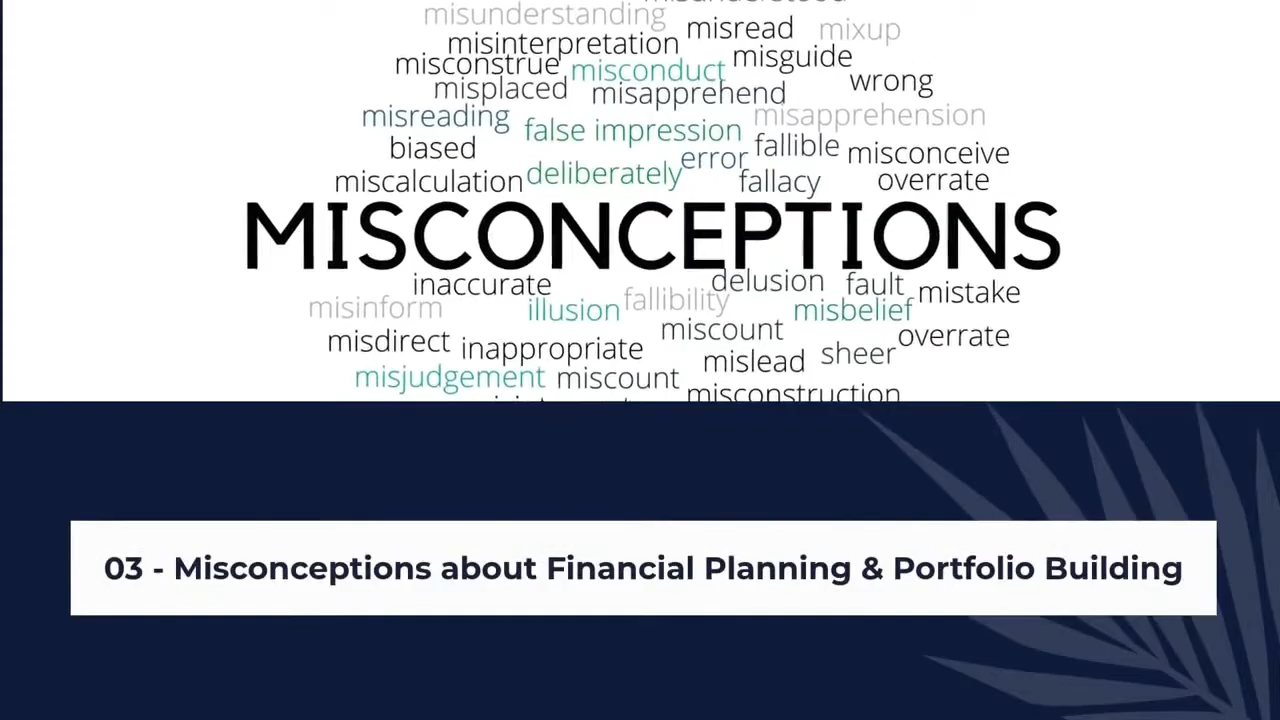 misunderstood
misunderstanding misread mixup
misinterpretation misguide
misconstrue misconduct wrong
misplaced misapprehend
misreading false impression misapprehension
biased error fallible misconceive
miscalculation deliberately fallacy overrate
MISCONCEPTIONS
inaccurate delusion fault mistake
misinform illusion fallibility misbelief
misdirect inappropriate miscount overrate
misjudgement miscount mislead sheer
misconstruction
03 - Misconceptions about Financial Planning & Portfolio Building